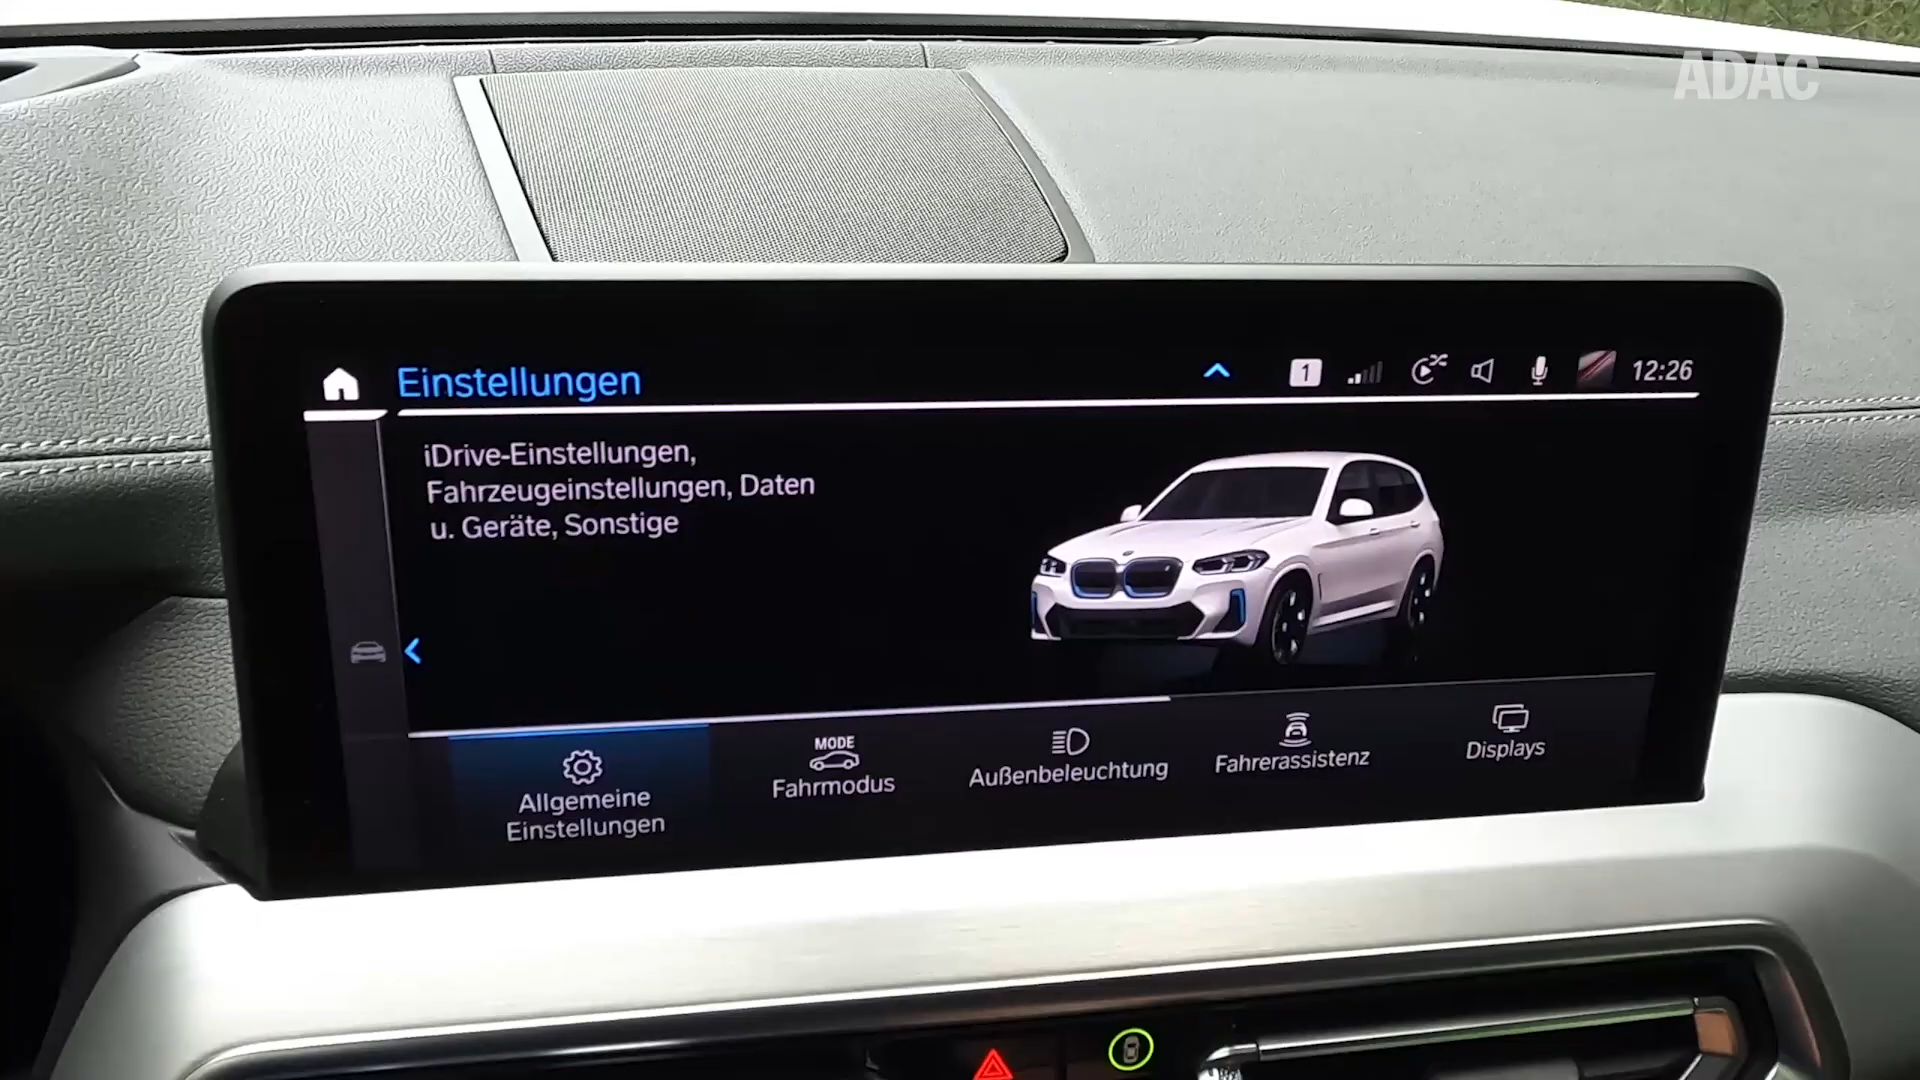 ADAC
Einstellungen
1
12:26
iDrive-Einstellungen,
Fahrzeugeinstellungen, Daten
u. Geräte, Sonstige
Allgemeine
Einstellungen
MODE
Fahrmodus
Außenbeleuchtung
Fahrerassistenz
Displays